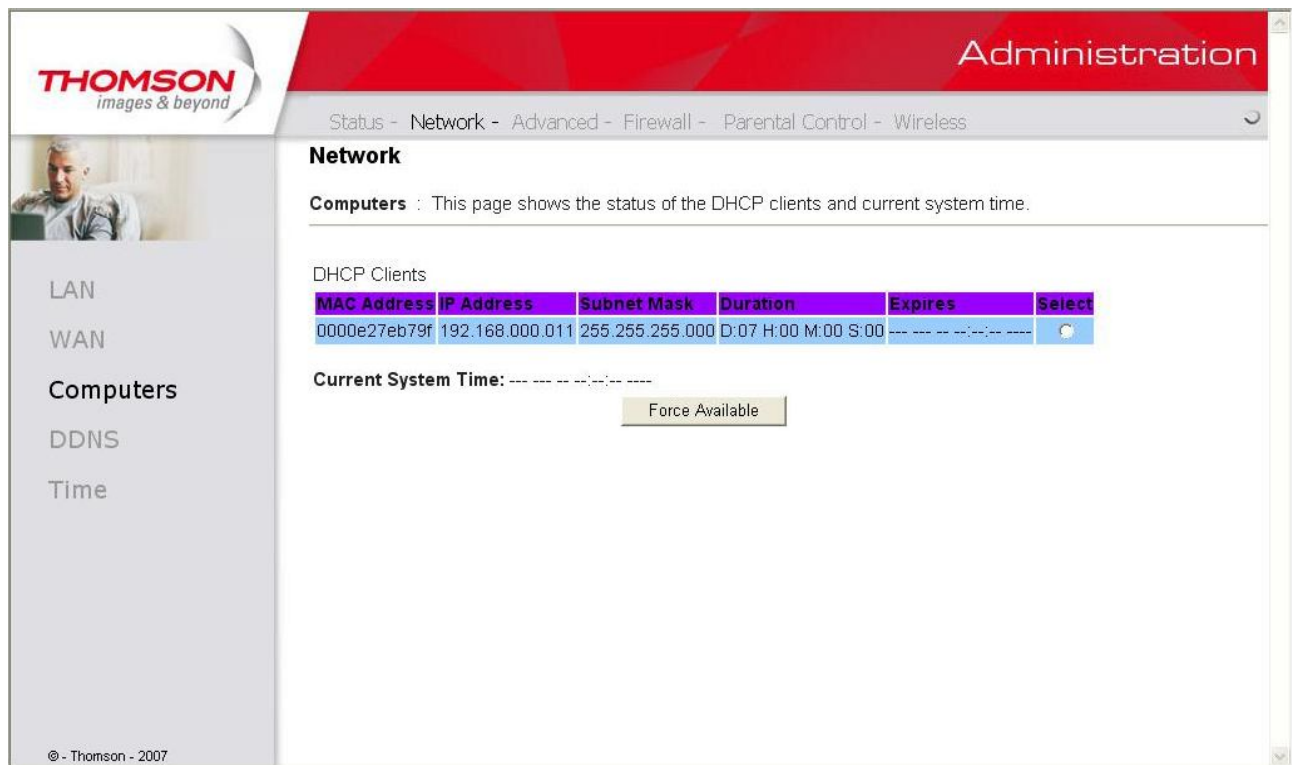 THOMSON
images & beyond
Administration
Status - Network - Advanced - Firewall - Parental Control - Wireless
Network
Computers : This page shows the status of the DHCP clients and current system time.
LAN
WAN
Computers
DDNS
Time
DHCP Clients
MAC Address IP Address Subnet Mask Duration Expires Select
0000e27eb79f 192.168.000.011 255.255.255.000 D:07 H:00 M:00 S:00 --- --- -- --:--:-- ----
Current System Time: --- --- -- --:--:-- ----
Force Available
© - Thomson - 2007